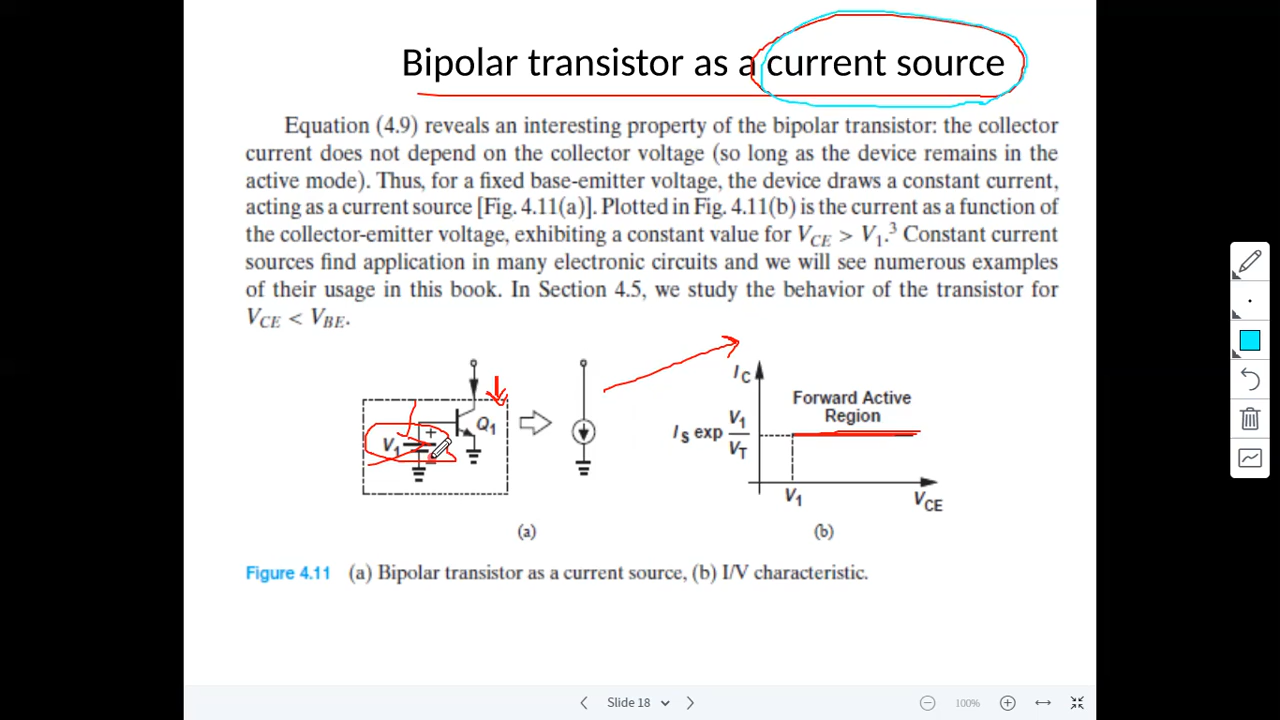 Bipolar transistor as a current source
Equation (4.9) reveals an interesting property of the bipolar transistor: the collector
current does not depend on the collector voltage (so long as the device remains in the
active mode). Thus, for a fixed base-emitter voltage, the device draws a constant current,
acting as a current source [Fig. 4.11(a)]. Plotted in Fig. 4.11(b) is the current as a function of
the collector-emitter voltage, exhibiting a constant value for VCE > V1.³ Constant current
sources find application in many electronic circuits and we will see numerous examples
of their usage in this book. In Section 4.5, we study the behavior of the transistor for
VCE < VBE.
V1
+
Q1
IC
Forward Active
Region
IS exp V1/VT
V1
VCE
(a)
(b)
Figure 4.11 (a) Bipolar transistor as a current source, (b) I/V characteristic.
Slide 18
100%